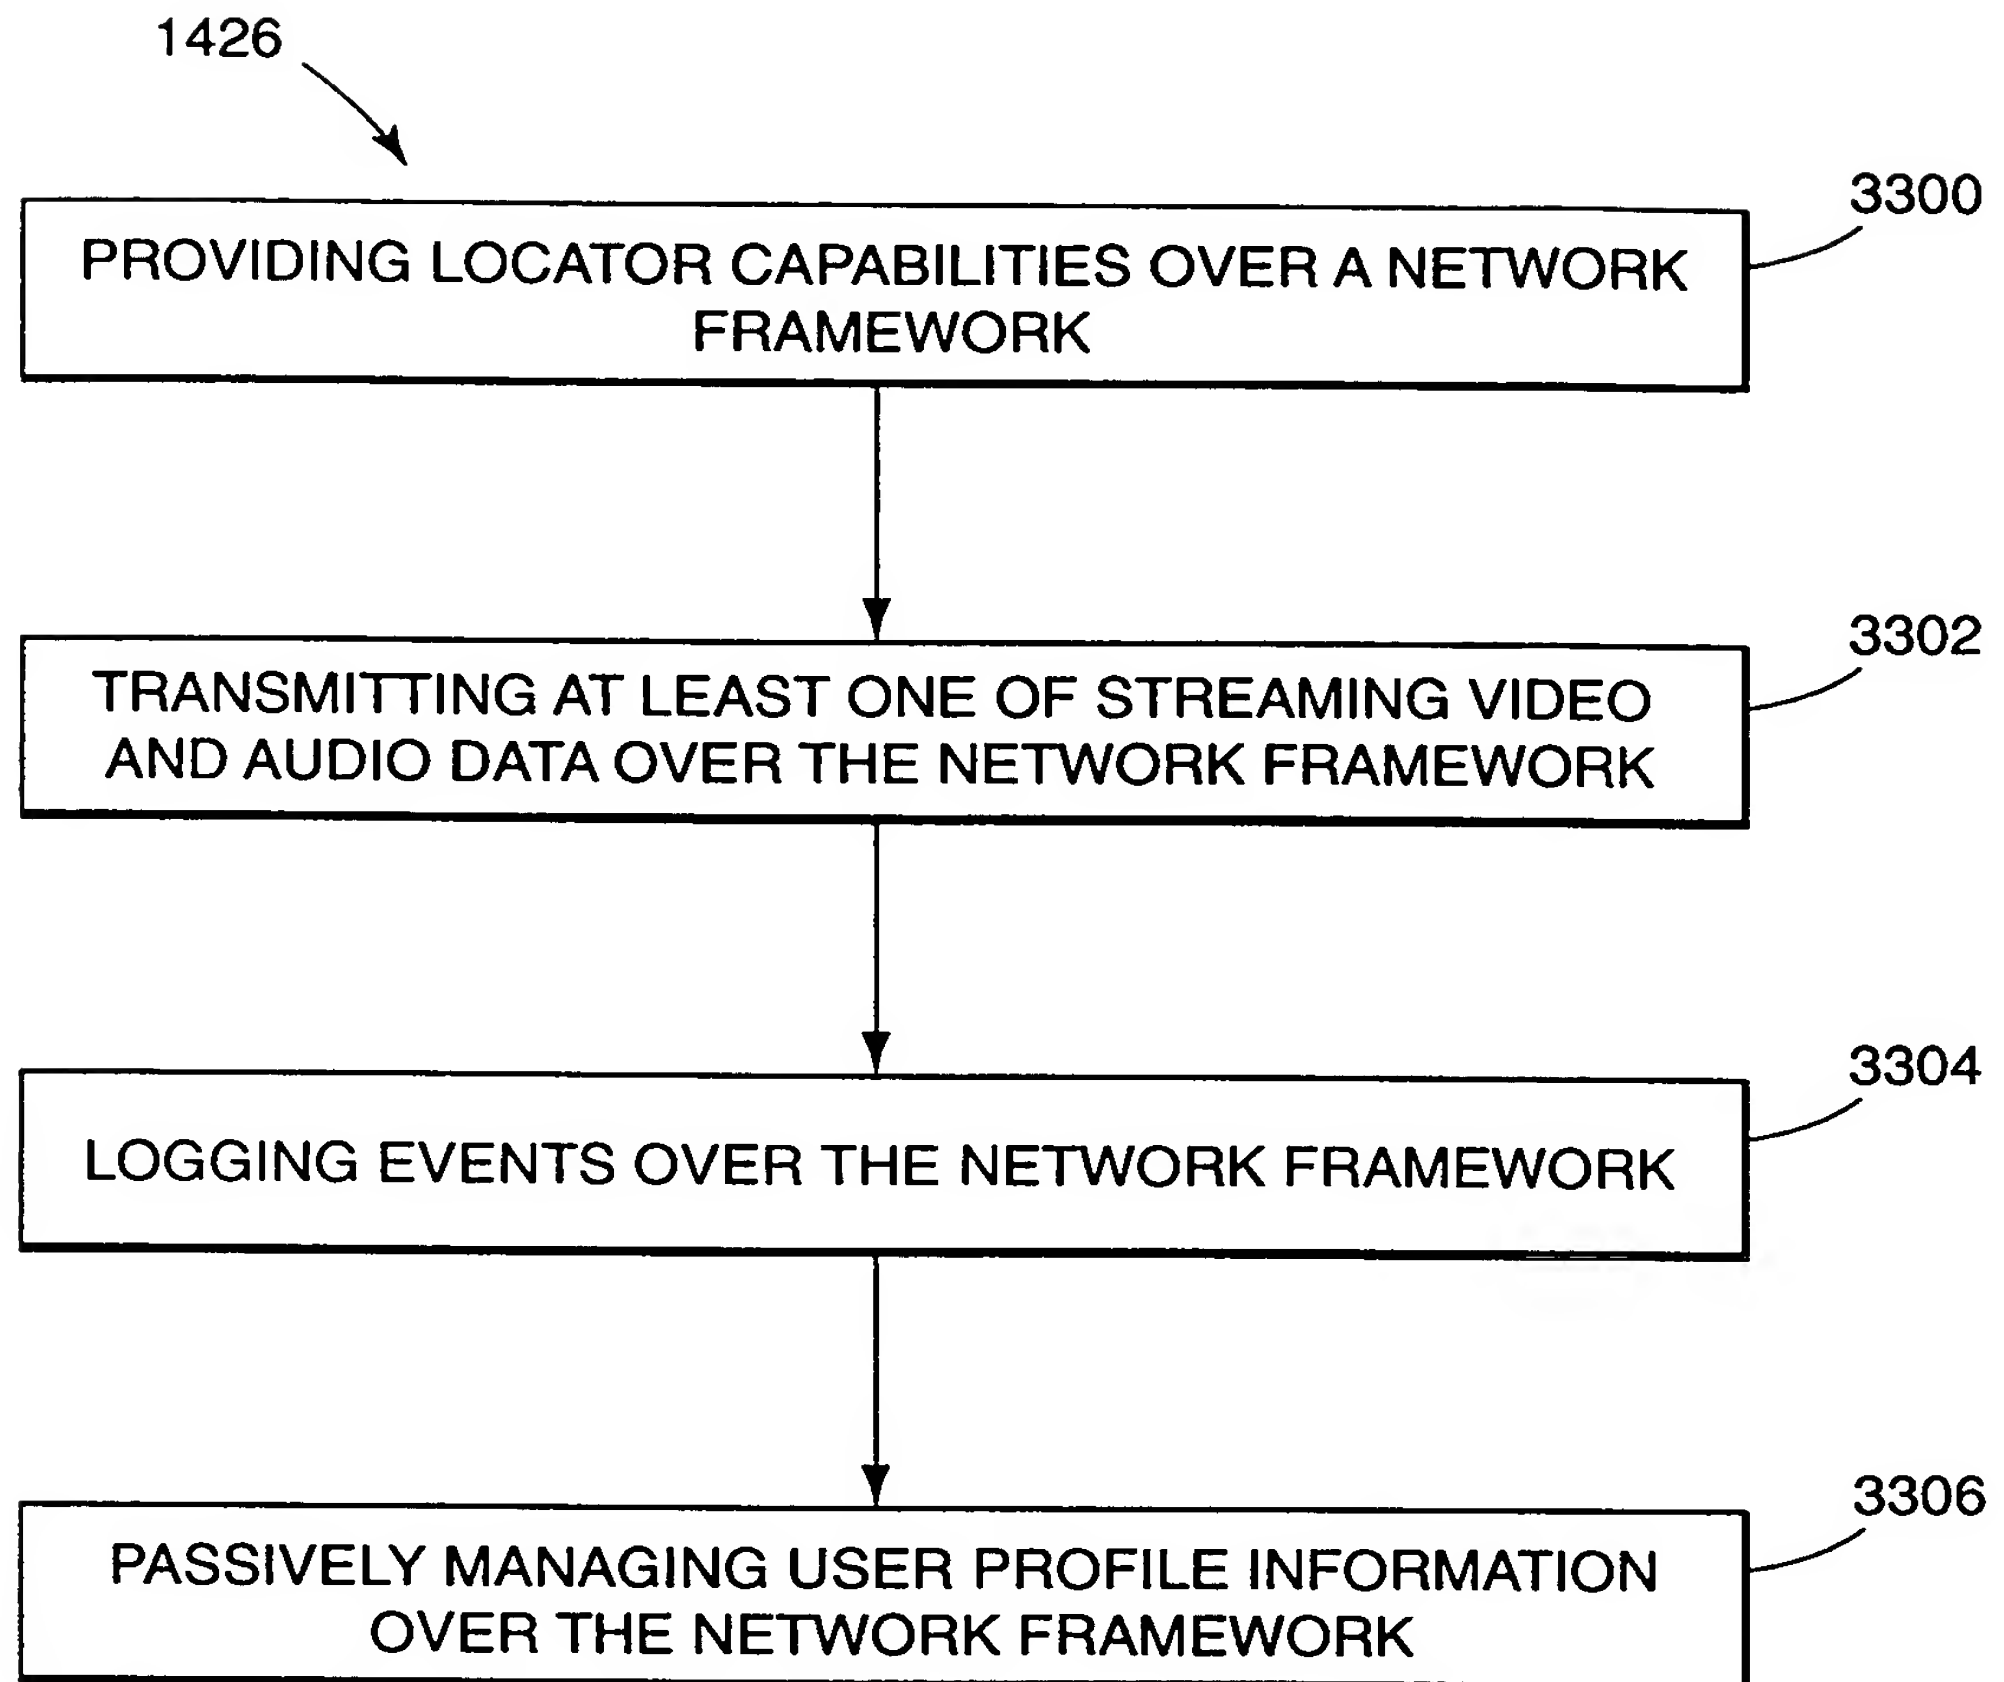 1426
3300
PROVIDING LOCATOR CAPABILITIES OVER A NETWORK
FRAMEWORK
3302
TRANSMITTING AT LEAST ONE OF STREAMING VIDEO
AND AUDIO DATA OVER THE NETWORK FRAMEWORK
3304
LOGGING EVENTS OVER THE NETWORK FRAMEWORK
3306
PASSIVELY MANAGING USER PROFILE INFORMATION
OVER THE NETWORK FRAMEWORK